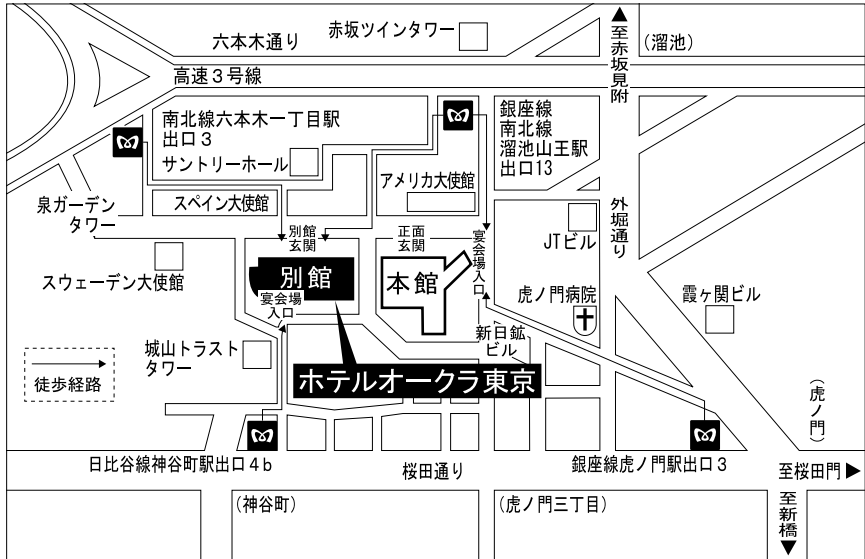 六本木通り
赤坂ツインタワー
▲至赤坂見附
(溜池)
高速3号線
南北線六本木一丁目駅
出口3
サントリーホール
銀座線
南北線
溜池山王駅
出口13
アメリカ大使館
泉ガーデン
タワー
スペイン大使館
別館
玄関
正面
玄関
宴会場入口
JTビル
外堀通り
スウェーデン大使館
別館
宴会場
入口
本館
虎ノ門病院
霞ヶ関ビル
新日鉱
ビル
城山トラスト
タワー
徒歩経路
ホテルオークラ東京
(虎ノ門)
日比谷線神谷町駅出口4b
桜田通り
銀座線虎ノ門駅出口3
至桜田門▶
(神谷町)
(虎ノ門三丁目)
至新橋▼